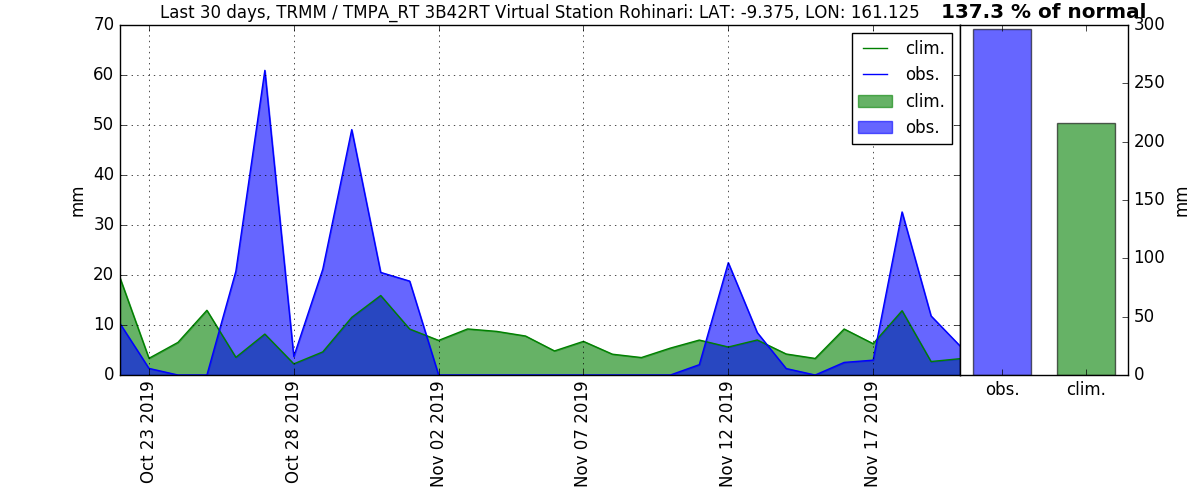 Last 30 days, TRMM / TMPA_RT 3B42RT Virtual Station Rohinari: LAT: -9.375, LON: 161.125
137.3 % of normal
70
60
50
40
30
20
10
0
mm
clim.
obs.
clim.
obs.
Oct 23 2019
Oct 28 2019
Nov 02 2019
Nov 07 2019
Nov 12 2019
Nov 17 2019
300
250
200
150
100
50
0
mm
obs.
clim.